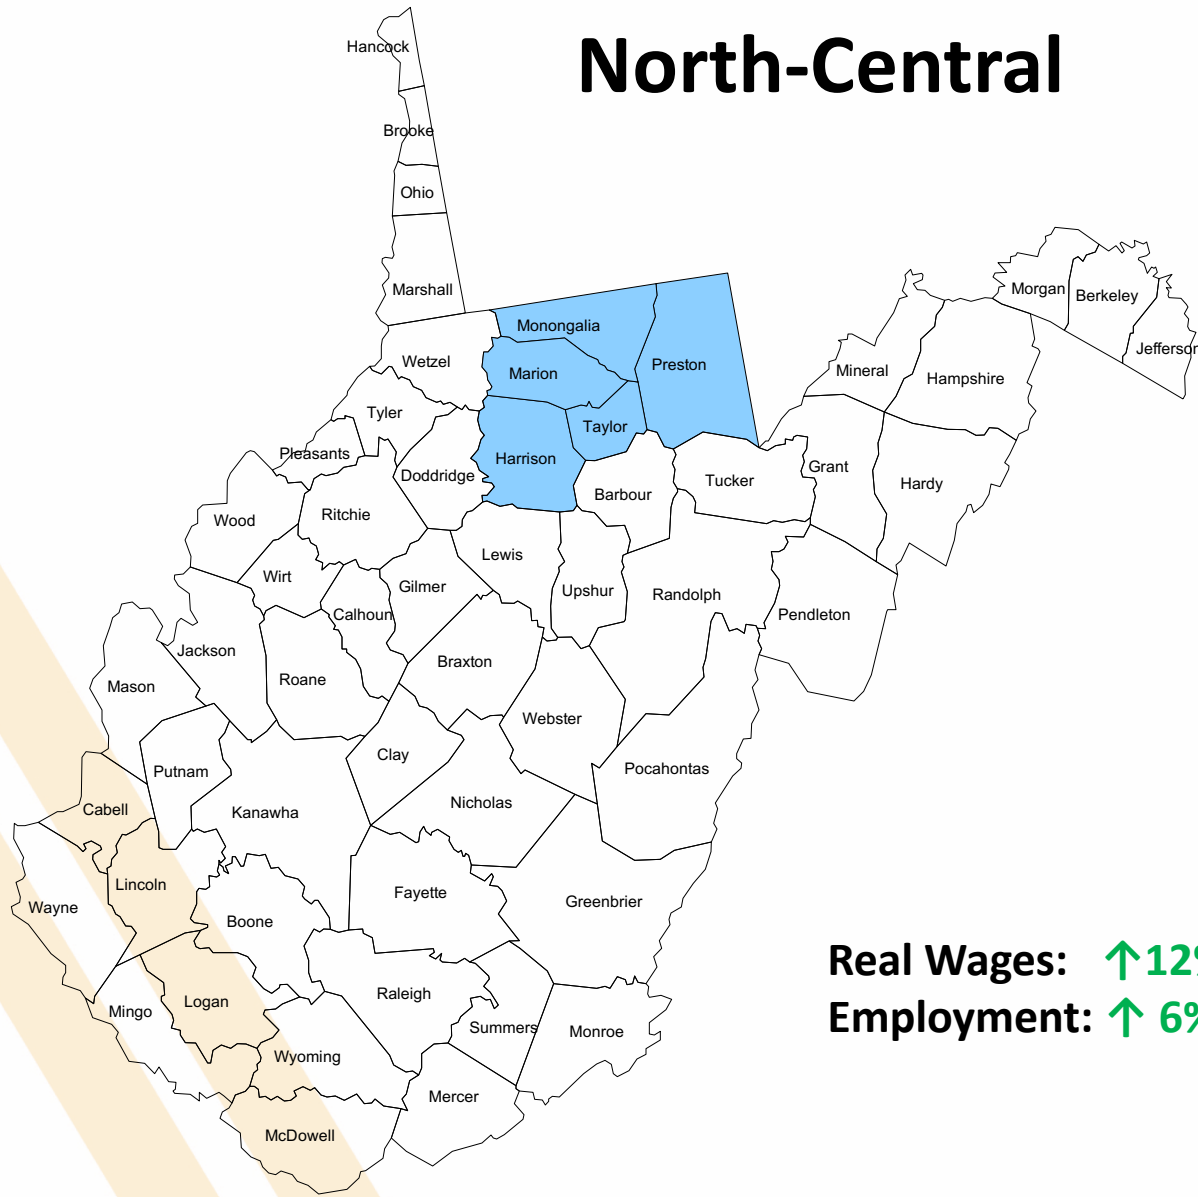 North-Central
Hancock
Brooke
Ohio
Marshall
Wetzel
Monongalia
Marion
Preston
Taylor
Harrison
Tyler
Pleasants
Doddridge
Ritchie
Wood
Wirt
Barbour
Tucker
Grant
Mineral
Hampshire
Hardy
Morgan
Berkeley
Jefferson
Lewis
Gilmer
Calhoun
Upshur
Randolph
Pendleton
Jackson
Roane
Mason
Braxton
Webster
Pocahontas
Clay
Nicholas
Putnam
Kanawha
Cabell
Lincoln
Wayne
Boone
Fayette
Greenbrier
Logan
Mingo
Raleigh
Summers
Monroe
Wyoming
Mercer
McDowell
Real Wages: ↑12%
Employment: ↑ 6%